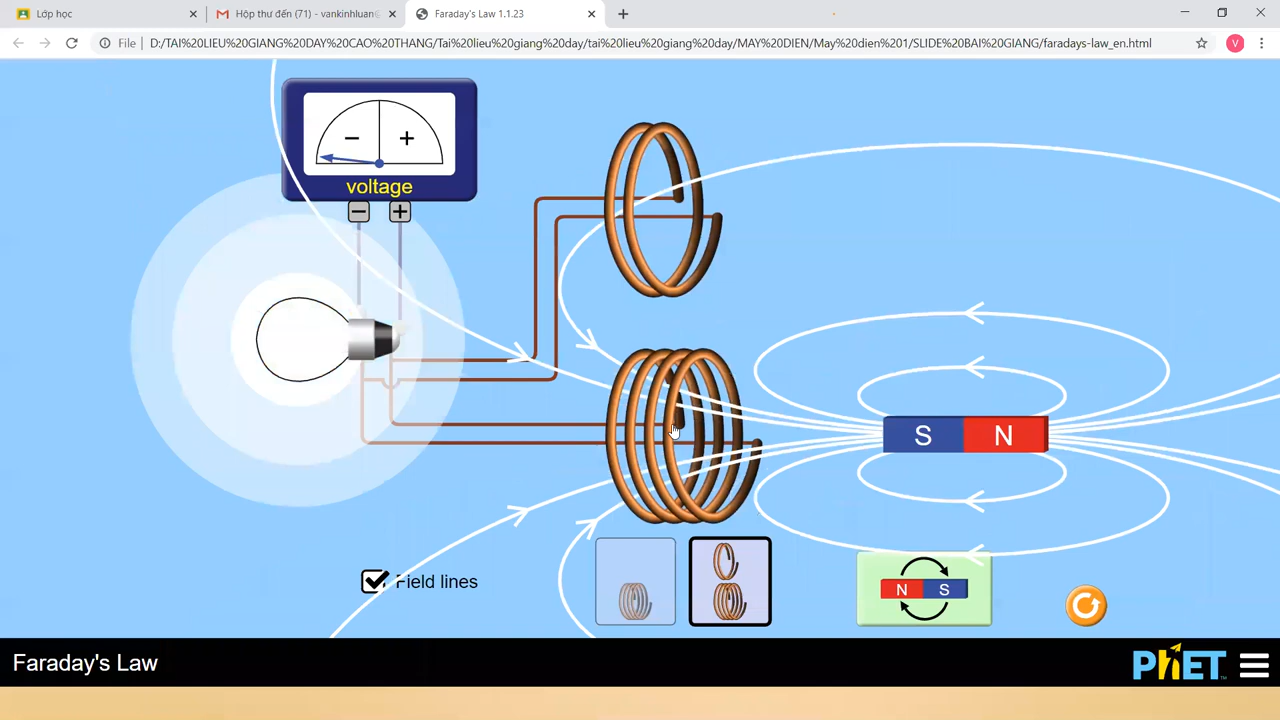 Lớp học
Hộp thư đến (71) - vankinhluan@
Faraday's Law 1.1.23
File
D:/TAI%20LIEU%20GIANG%20DAY%20CAO%20THANG/Tai%20lieu%20giang%20day/tai%20lieu%20giang%20day/MAY%20DIEN/May%20dien%201/SLIDE%20BAI%20GIANG/faradays-law_en.html
V
− +
voltage
− +
S N
Field lines
N S
Faraday's Law
PhET